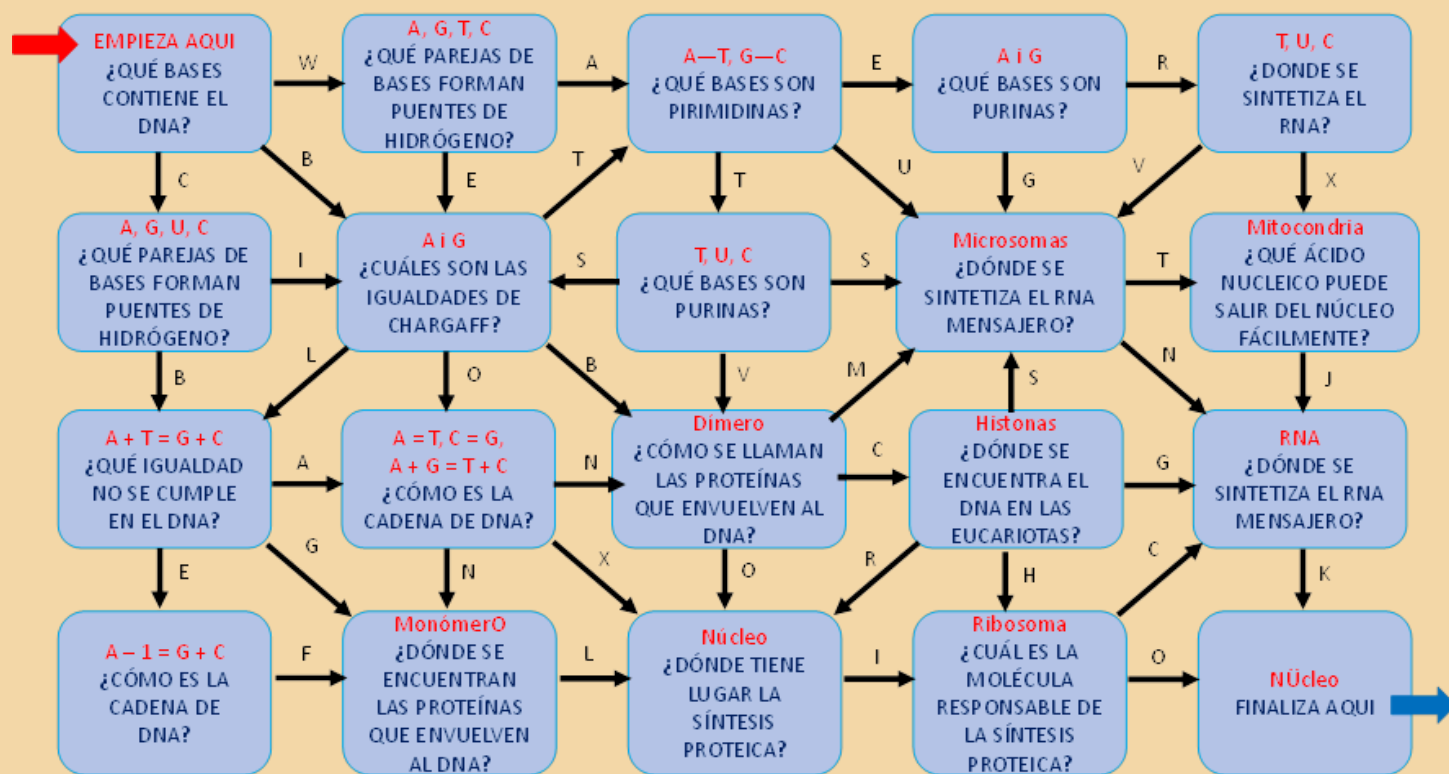 EMPIEZA AQUI
¿QUÉ BASES
CONTIENE EL
DNA?
W
A, G, T, C
¿QUÉ PAREJAS DE
BASES FORMAN
PUENTES DE
HIDRÓGENO?
A
A—T, G—C
¿QUÉ BASES SON
PIRIMIDINAS?
E
A i G
¿QUÉ BASES SON
PURINAS?
R
T, U, C
¿DONDE SE
SINTETIZA EL
RNA?
C
B
E
T
T
U
G
V
X
A, G, U, C
¿QUÉ PAREJAS DE
BASES FORMAN
PUENTES DE
HIDRÓGENO?
I
A i G
¿CUÁLES SON LAS
IGUALDADES DE
CHARGAFF?
S
T, U, C
¿QUÉ BASES SON
PURINAS?
S
Microsomas
¿DÓNDE SE
SINTETIZA EL RNA
MENSAJERO?
T
Mitocondria
¿QUÉ ÁCIDO
NUCLEICO PUEDE
SALIR DEL NÚCLEO
FÁCILMENTE?
B
L
O
B
V
M
S
N
J
A + T = G + C
¿QUÉ IGUALDAD
NO SE CUMPLE
EN EL DNA?
A
A = T, C = G,
A + G = T + C
¿CÓMO ES LA
CADENA DE DNA?
N
Dímero
¿CÓMO SE LLAMAN
LAS PROTEÍNAS
QUE ENVUELVEN AL
DNA?
C
Histonas
¿DÓNDE SE
ENCUENTRA EL
DNA EN LAS
EUCARIOTAS?
G
RNA
¿DÓNDE SE
SINTETIZA EL RNA
MENSAJERO?
E
G
N
X
O
R
H
C
K
A – 1 = G + C
¿CÓMO ES LA
CADENA DE
DNA?
F
MonómerO
¿DÓNDE SE
ENCUENTRAN
LAS PROTEÍNAS
QUE ENVUELVEN
AL DNA?
L
Núcleo
¿DÓNDE TIENE
LUGAR LA
SÍNTESIS
PROTEICA?
I
Ribosoma
¿CUÁL ES LA
MOLÉCULA
RESPONSABLE DE
LA SÍNTESIS
PROTEICA?
O
NÜcleo
FINALIZA AQUI